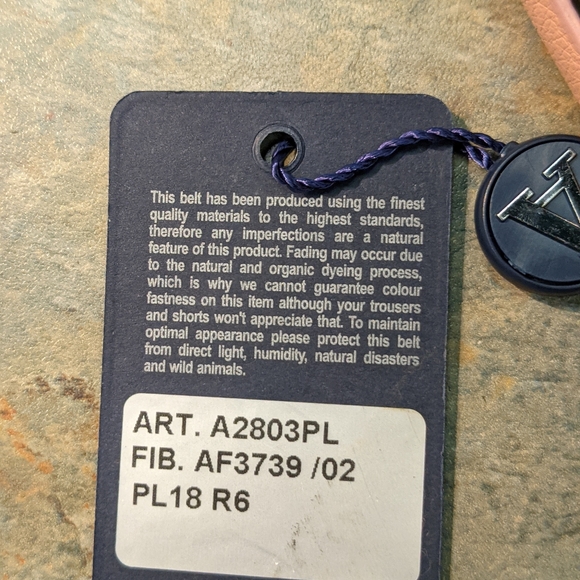 This belt has been produced using the finest
quality materials to the highest standards,
therefore any imperfections are a natural
feature of this product. Fading may occur due
to the natural and organic dyeing process,
which is why we cannot guarantee colour
fastness on this item although your trousers
and shorts won't appreciate that. To maintain
optimal appearance please protect this belt
from direct light, humidity, natural disasters
and wild animals.
ART. A2803PL
FIB. AF3739 /02
PL18 R6